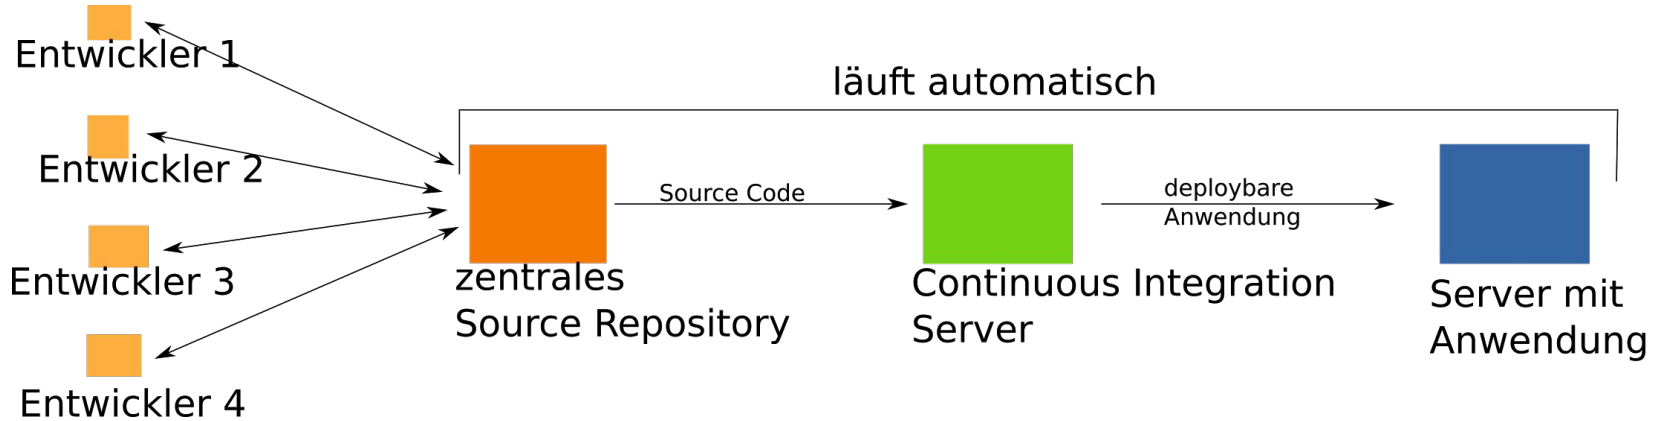 Entwickler 1
Entwickler 2
Entwickler 3
Entwickler 4
läuft automatisch
zentrales
Source Repository
Source Code
Continuous Integration
Server
deploybare
Anwendung
Server mit
Anwendung